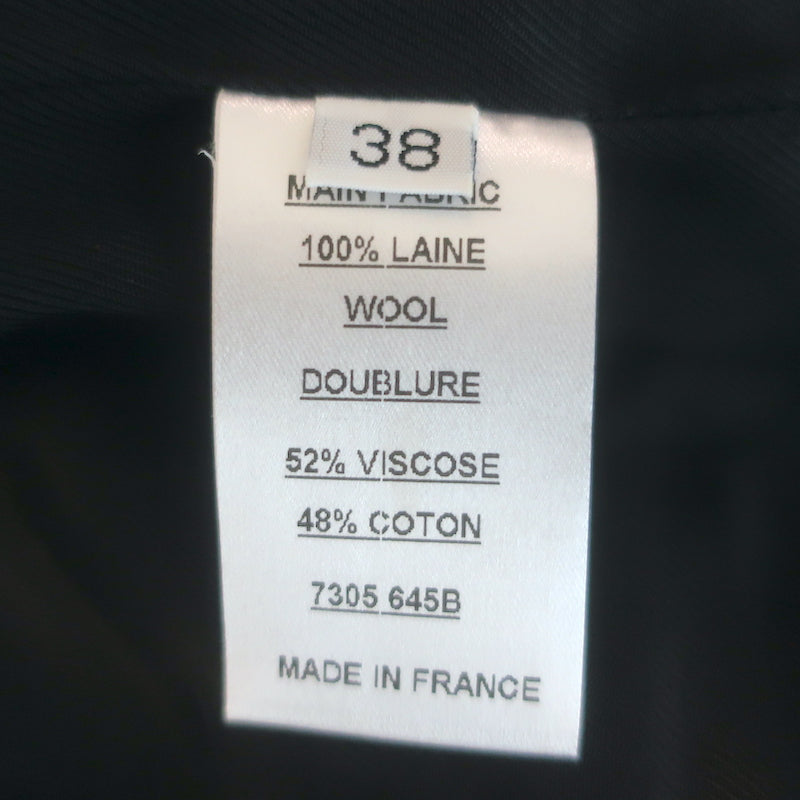 38
MAIN FABRIC
100% LAINE
WOOL
DOUBLURE
52% VISCOSE
48% COTON
7305 645B
MADE IN FRANCE